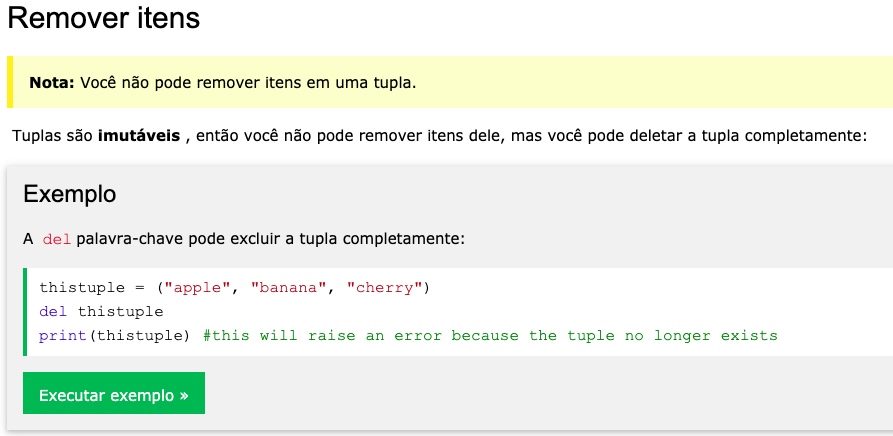 Remover itens
Nota: Você não pode remover itens em uma tupla.
Tuplas são imutáveis , então você não pode remover itens dele, mas você pode deletar a tupla completamente:
Exemplo
A del palavra-chave pode excluir a tupla completamente:
thistuple = ("apple", "banana", "cherry")
del thistuple
print(thistuple) #this will raise an error because the tuple no longer exists
Executar exemplo »